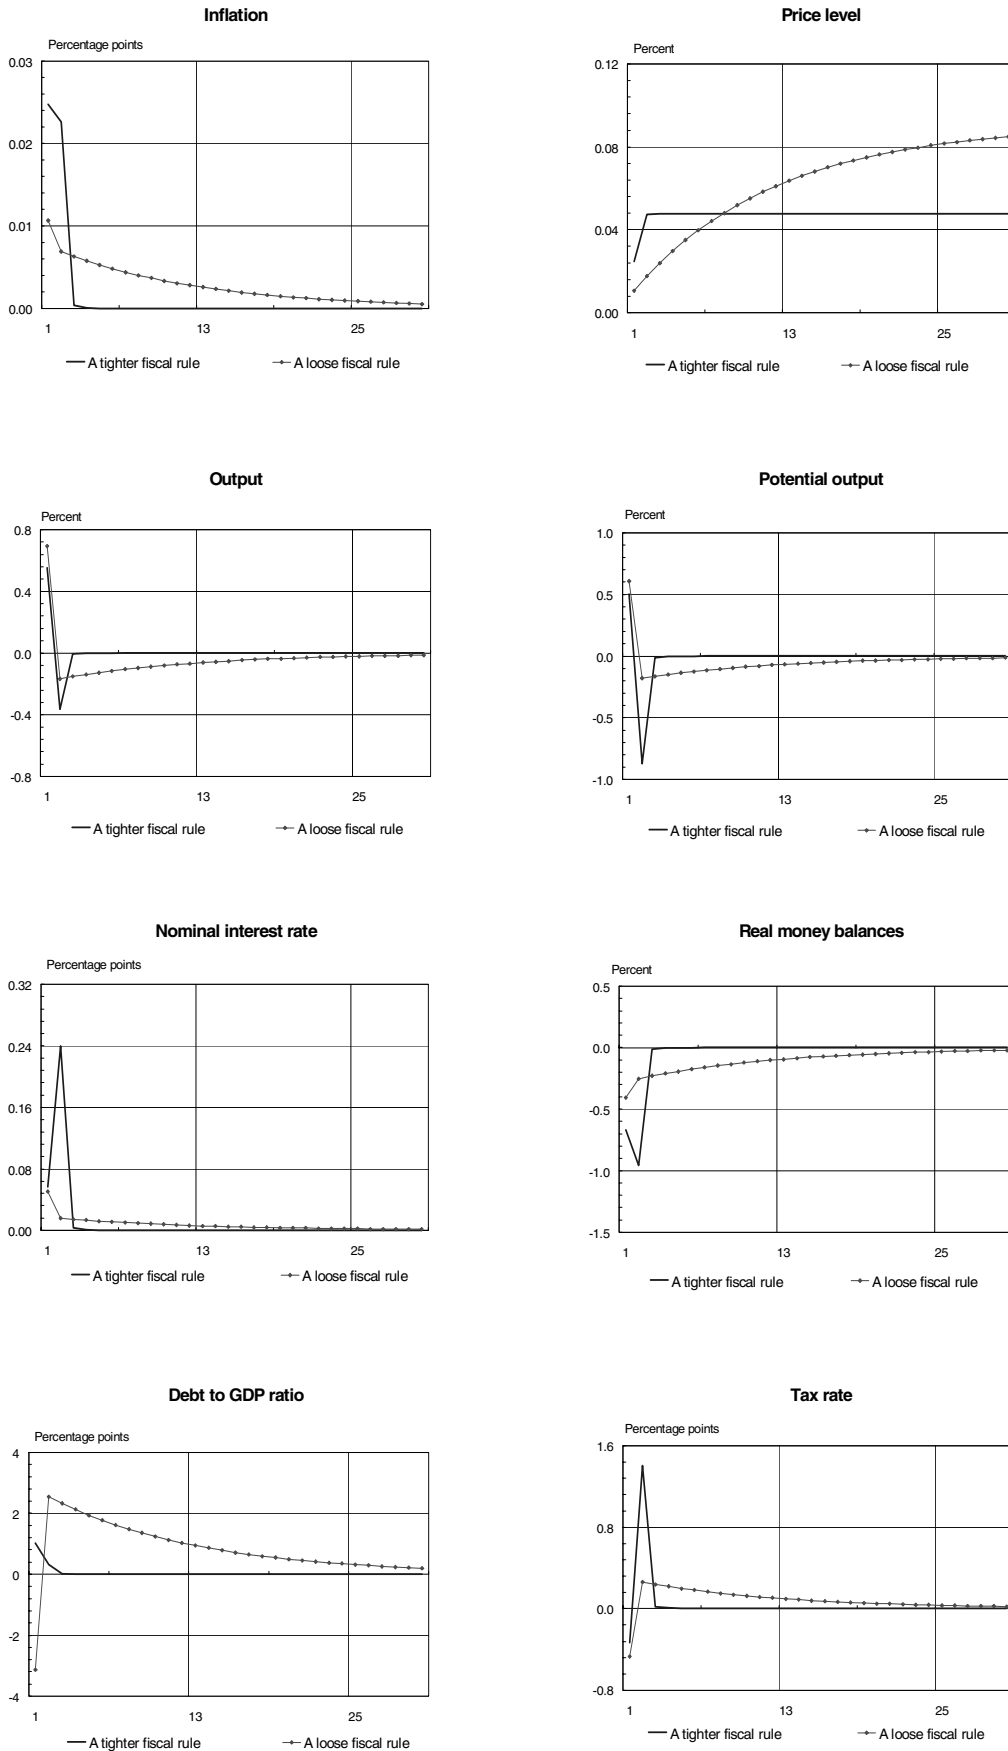 Inflation
Percentage points
0.03
0.02
0.01
0.00
1 13 25
A tighter fiscal rule A loose fiscal rule
Price level
Percent
0.12
0.08
0.04
0.00
1 13 25
A tighter fiscal rule A loose fiscal rule
Output
Percent
0.8
0.4
0.0
-0.4
-0.8
1 13 25
A tighter fiscal rule A loose fiscal rule
Potential output
Percent
1.0
0.5
0.0
-0.5
-1.0
1 13 25
A tighter fiscal rule A loose fiscal rule
Nominal interest rate
Percentage points
0.32
0.24
0.16
0.08
0.00
1 13 25
A tighter fiscal rule A loose fiscal rule
Real money balances
Percent
0.5
0.0
-0.5
-1.0
-1.5
1 13 25
A tighter fiscal rule A loose fiscal rule
Debt to GDP ratio
Percentage points
4
2
0
-2
-4
1 13 25
A tighter fiscal rule A loose fiscal rule
Tax rate
Percentage points
1.6
0.8
0.0
-0.8
1 13 25
A tighter fiscal rule A loose fiscal rule